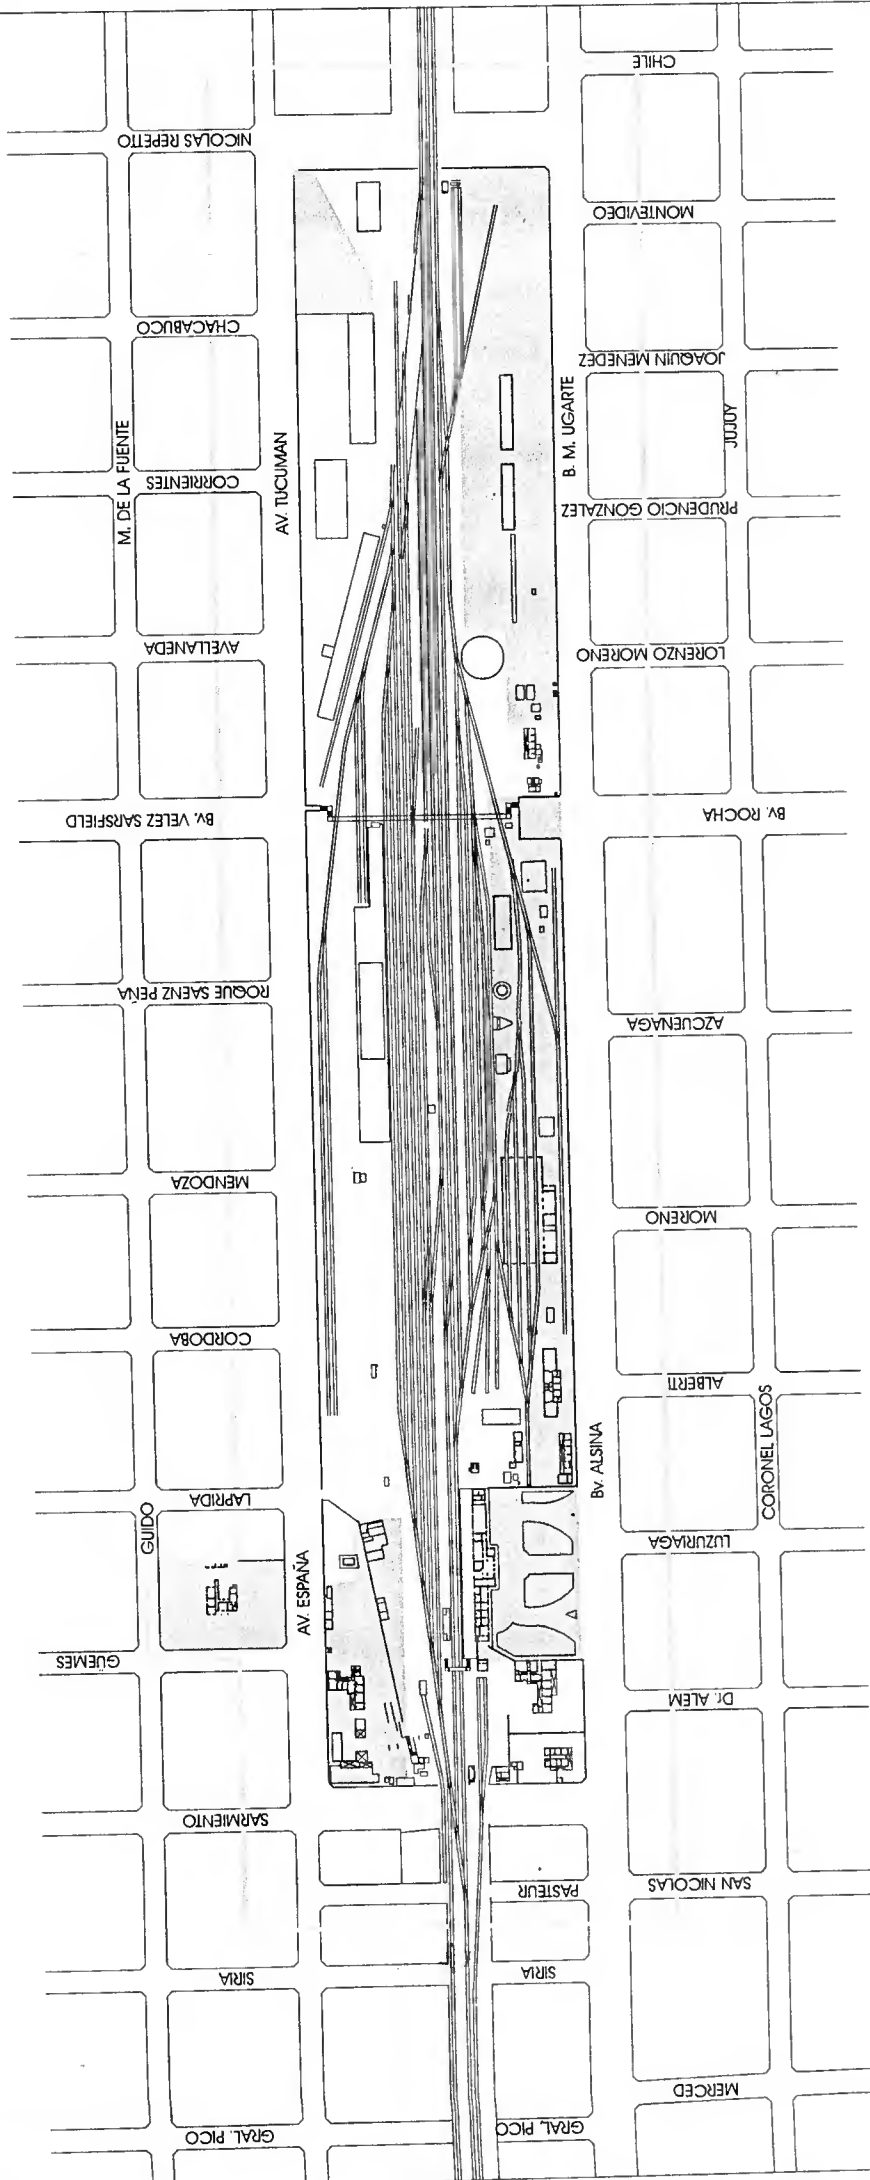 CHILE
NICOLAS REPETTO
MONTEVIDEO
CHACABUCO
JOAQUIN MENEDEZ
B. M. UGARTE
JUJUY
M. DE LA FUENTE
AV. TUCUMAN
CORRIENTES
PRUDENCIO GONZALEZ
AVELLANEDA
LORENZO MORENO
BV. VELEZ SARSFIELD
BV. ROCHA
ROQUE SAENZ PEÑA
AZCUENAGA
MENDOZA
MORENO
CORDOBA
ALBERTI
CORONEL LAGOS
BV. ALSINA
LAPRIDA
GUIDO
LUZURIAGA
AV. ESPAÑA
GÜEMES
Dr. ALEM
SARMIENTO
PASTEUR
SAN NICOLAS
SIRIA
SIRIA
MERCED
GRAL. PICO
GRAL. PICO